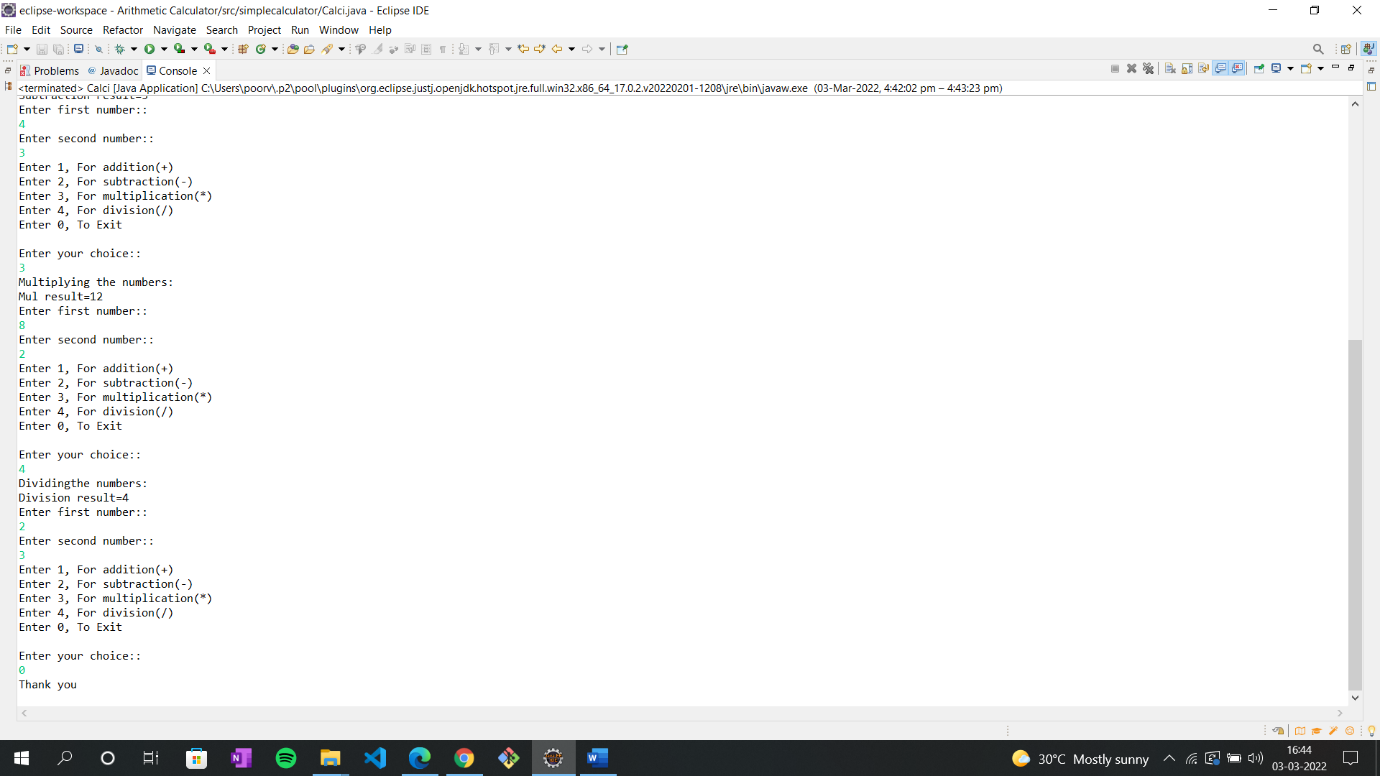 eclipse-workspace - Arithmetic Calculator/src/simplecalculator/Calci.java - Eclipse IDE
File Edit Source Refactor Navigate Search Project Run Window Help
Problems @ Javadoc Console
<terminated> Calci [Java Application] C:\Users\poorv\.p2\pool\plugins\org.eclipse.justj.openjdk.hotspot.jre.full.win32.x86_64_17.0.2.v20220201-1208\jre\bin\javaw.exe (03-Mar-2022, 4:42:02 pm – 4:43:23 pm)
Enter first number::
4
Enter second number::
3
Enter 1, For addition(+)
Enter 2, For subtraction(-)
Enter 3, For multiplication(*)
Enter 4, For division(/)
Enter 0, To Exit
Enter your choice::
3
Multiplying the numbers:
Mul result=12
Enter first number::
8
Enter second number::
2
Enter 1, For addition(+)
Enter 2, For subtraction(-)
Enter 3, For multiplication(*)
Enter 4, For division(/)
Enter 0, To Exit
Enter your choice::
4
Dividingthe numbers:
Division result=4
Enter first number::
2
Enter second number::
3
Enter 1, For addition(+)
Enter 2, For subtraction(-)
Enter 3, For multiplication(*)
Enter 4, For division(/)
Enter 0, To Exit
Enter your choice::
0
Thank you
30°C Mostly sunny
16:44
03-03-2022